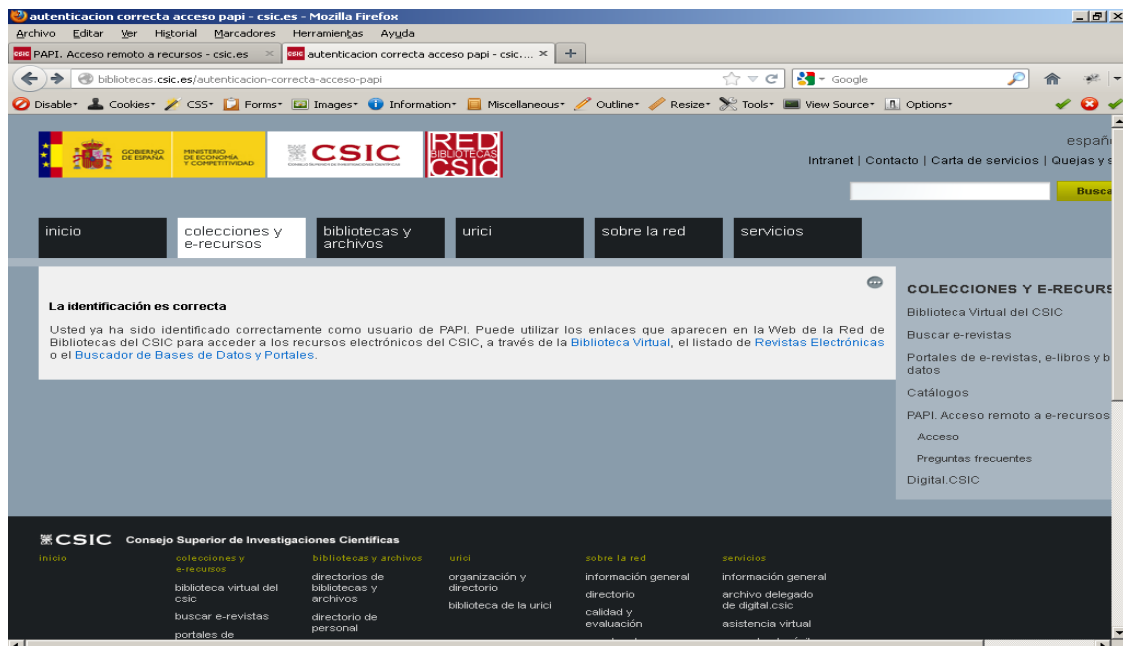 autenticacion correcta acceso papi - csic.es - Mozilla Firefox
Archivo Editar Ver Historial Marcadores Herramientas Ayuda
PAPI. Acceso remoto a recursos - csic.es
autenticacion correcta acceso papi - csic....
bibliotecas.csic.es/autenticacion-correcta-acceso-papi
Google
Disable Cookies CSS Forms Images Information Miscellaneous Outline Resize Tools View Source Options
GOBIERNO DE ESPAÑA
MINISTERIO DE ECONOMÍA Y COMPETITIVIDAD
CSIC
RED
BIBLIOTECAS
CSIC
españ
Intranet | Contacto | Carta de servicios | Quejas y s
Busca
inicio
colecciones y e-recursos
bibliotecas y archivos
urici
sobre la red
servicios
La identificación es correcta
Usted ya ha sido identificado correctamente como usuario de PAPI. Puede utilizar los enlaces que aparecen en la Web de la Red de
Bibliotecas del CSIC para acceder a los recursos electrónicos del CSIC, a través de la Biblioteca Virtual, el listado de Revistas Electrónicas
o el Buscador de Bases de Datos y Portales.
COLECCIONES Y E-RECURS
Biblioteca Virtual del CSIC
Buscar e-revistas
Portales de e-revistas, e-libros y b
datos
Catálogos
PAPI. Acceso remoto a e-recursos
Acceso
Preguntas frecuentes
Digital.CSIC
CSIC Consejo Superior de Investigaciones Científicas
inicio
colecciones y
e-recursos
biblioteca virtual del
csic
buscar e-revistas
portales de
bibliotecas y archivos
directorios de
bibliotecas y
archivos
directorio de
personal
urici
organización y
directorio
biblioteca de la urici
sobre la red
información general
directorio
calidad y
evaluación
servicios
información general
archivo delegado
de digital.csic
asistencia virtual